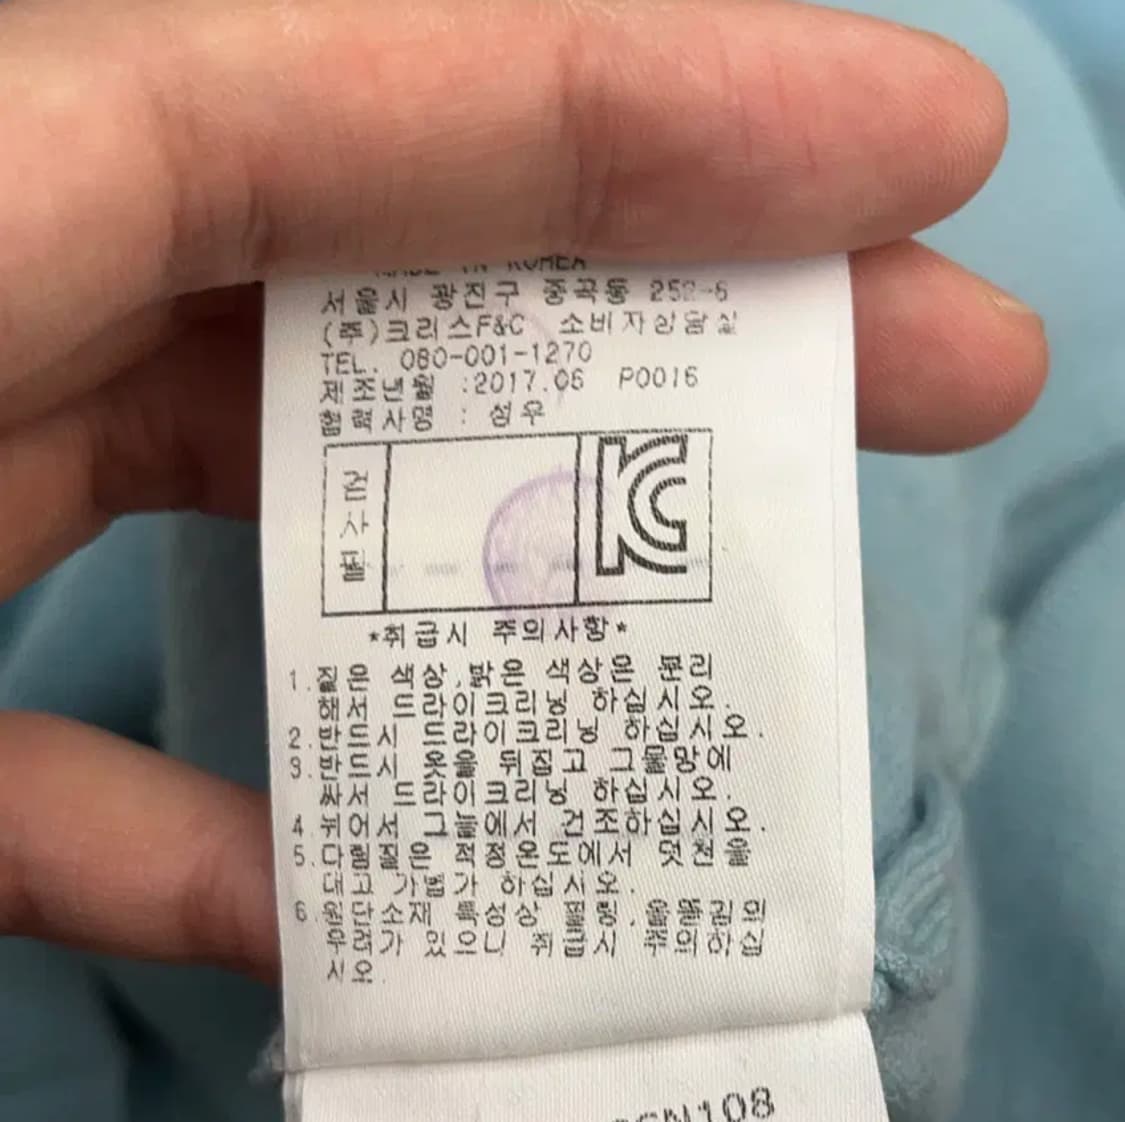 MADE IN KOREA
서울시 광진구 중곡동 252-6
(주)크리스F&C 소비자상담실
TEL. 080-001-1270
제조년월 :2017.06 P0016
협력사명 : 성우
검사필
KC
*취급시 주의사항*
1.짙은 색상,밝은 색상은 분리
해서 드라이크리닝 하십시오.
2.반드시 드라이크리닝 하십시오.
3.반드시 옷을 뒤집고 그물망에
싸서 드라이크리닝 하십시오.
4.뉘어서 그늘에서 건조하십시오.
5.다림질은 적정온도에서 덧천을
대고 가볍게 하십시오.
6.원단소재 특성상 필링,올뜯김의
우려가 있으니 취급시 주의하십
시오.
N108